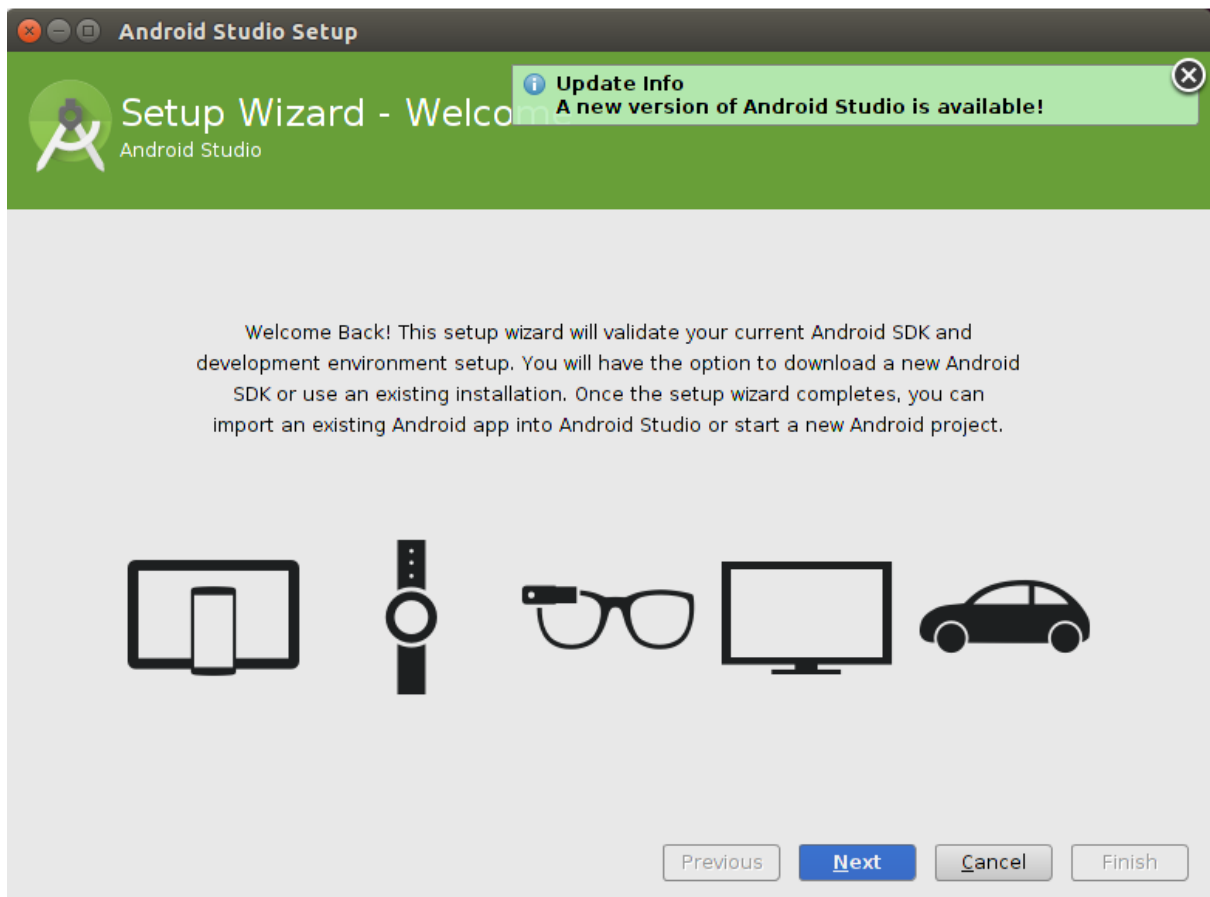 Android Studio Setup
Setup Wizard - Welcome
Android Studio
Update Info
A new version of Android Studio is available!
Welcome Back! This setup wizard will validate your current Android SDK and
development environment setup. You will have the option to download a new Android
SDK or use an existing installation. Once the setup wizard completes, you can
import an existing Android app into Android Studio or start a new Android project.
Previous Next Cancel Finish